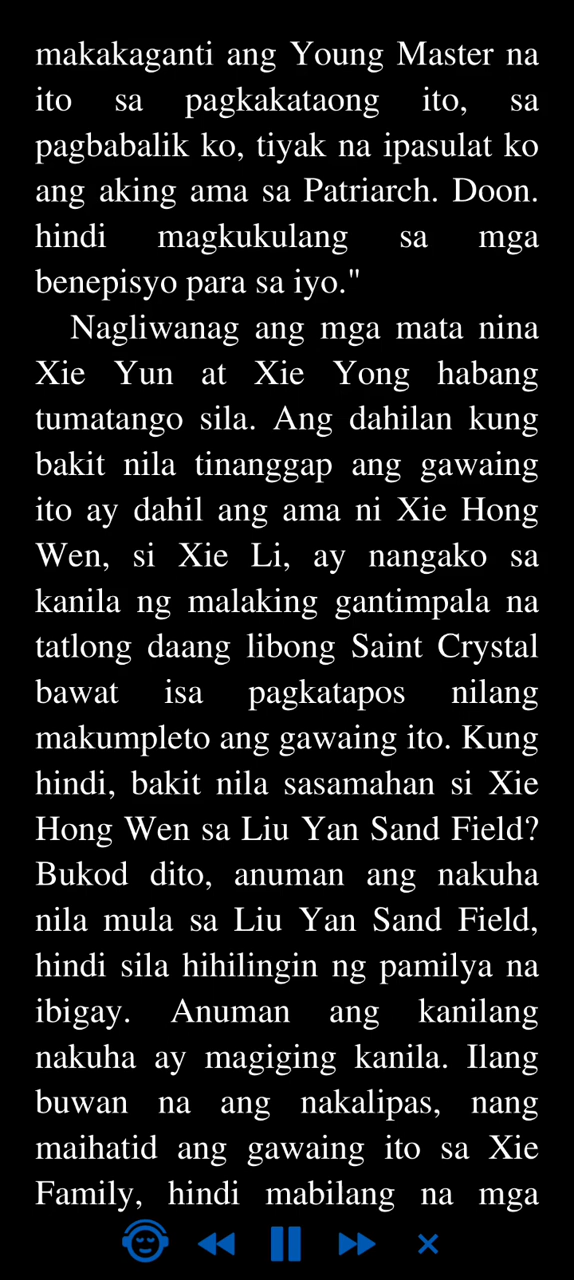 makakaganti ang Young Master na
ito sa pagkakataong ito, sa
pagbabalik ko, tiyak na ipasulat ko
ang aking ama sa Patriarch. Doon.
hindi magkukulang sa mga
benepisyo para sa iyo."
Nagliwanag ang mga mata nina
Xie Yun at Xie Yong habang
tumatango sila. Ang dahilan kung
bakit nila tinanggap ang gawaing
ito ay dahil ang ama ni Xie Hong
Wen, si Xie Li, ay nangako sa
kanila ng malaking gantimpala na
tatlong daang libong Saint Crystal
bawat isa pagkatapos nilang
makumpleto ang gawaing ito. Kung
hindi, bakit nila sasamahan si Xie
Hong Wen sa Liu Yan Sand Field?
Bukod dito, anuman ang nakuha
nila mula sa Liu Yan Sand Field,
hindi sila hihilingin ng pamilya na
ibigay. Anuman ang kanilang
nakuha ay magiging kanila. Ilang
buwan na ang nakalipas, nang
maihatid ang gawaing ito sa Xie
Family, hindi mabilang na mga